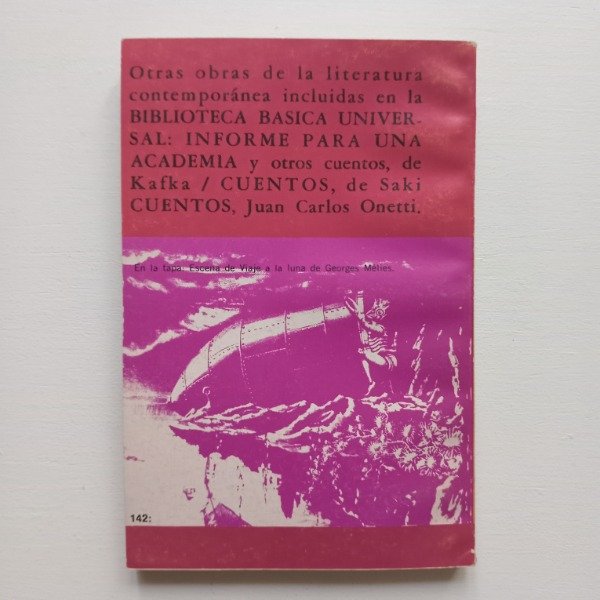 Otras obras de la literatura
contemporánea incluidas en la
BIBLIOTECA BASICA UNIVER-
SAL: INFORME PARA UNA
ACADEMIA y otros cuentos, de
Kafka / CUENTOS, de Saki
CUENTOS, Juan Carlos Onetti.
En la tapa: Escena de Viaje a la luna de Georges Méliès.
142: